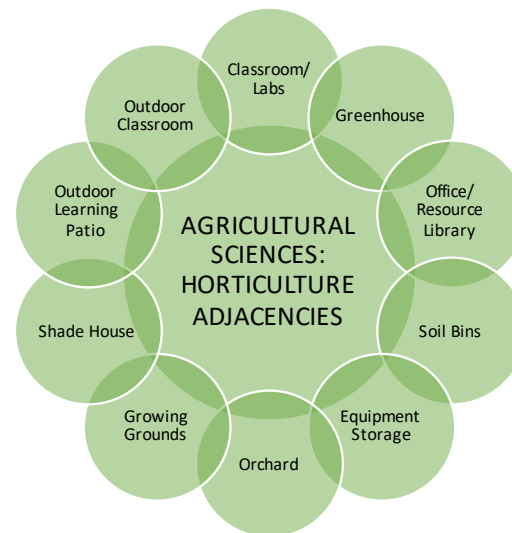 Classroom/
Labs
Greenhouse
Office/
Resource
Library
Soil Bins
Equipment
Storage
Orchard
Growing
Grounds
Shade House
Outdoor
Learning
Patio
Outdoor
Classroom
AGRICULTURAL
SCIENCES:
HORTICULTURE
ADJACENCIES